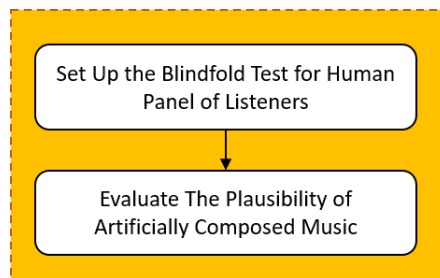 Set Up the Blindfold Test for Human
Panel of Listeners
Evaluate The Plausibility of
Artificially Composed Music